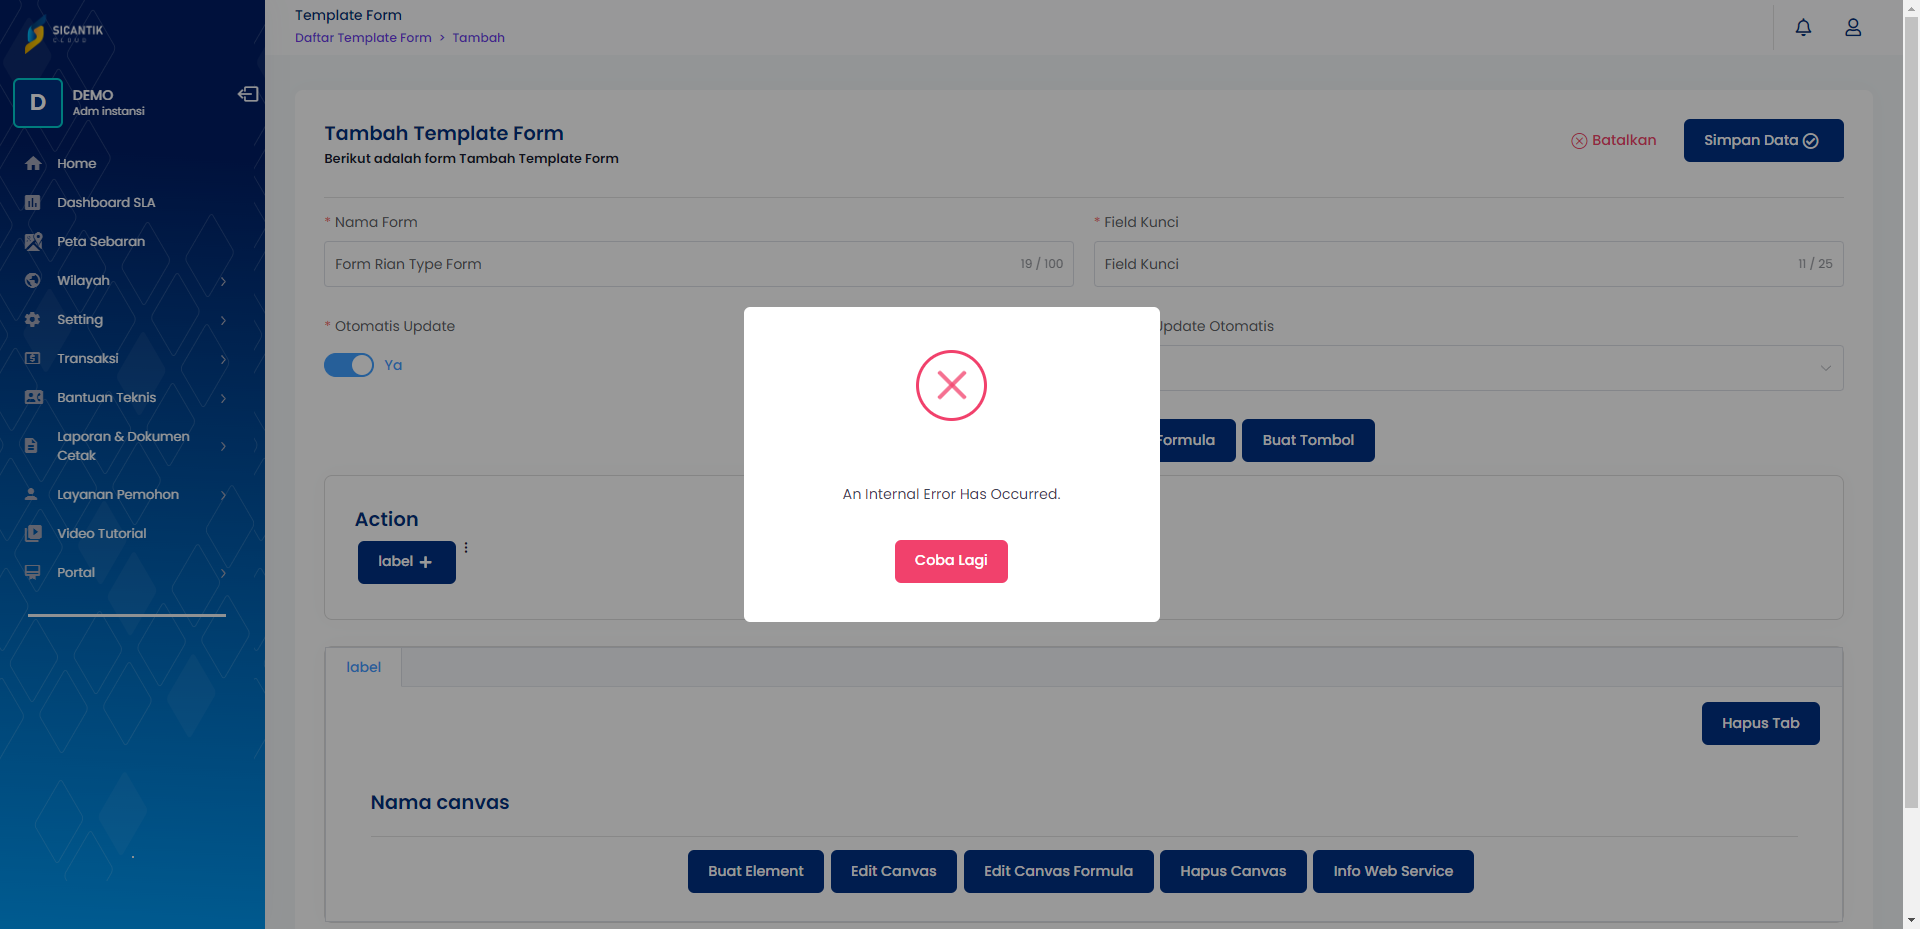 SICANTIK
CLOUD
D
DEMO
Adm instansi
Home
Dashboard SLA
Peta Sebaran
Wilayah
Setting
Transaksi
Bantuan Teknis
Laporan & Dokumen
Cetak
Layanan Pemohon
Video Tutorial
Portal
Template Form
Daftar Template Form > Tambah
Tambah Template Form
Berikut adalah form Tambah Template Form
Batalkan
Simpan Data
* Nama Form
* Field Kunci
Form Rian Type Form 19 / 100
Field Kunci 11 / 25
* Otomatis Update
Update Otomatis
Ya
Formula
Buat Tombol
An Internal Error Has Occurred.
Coba Lagi
Action
label +
label
Hapus Tab
Nama canvas
Buat Element
Edit Canvas
Edit Canvas Formula
Hapus Canvas
Info Web Service